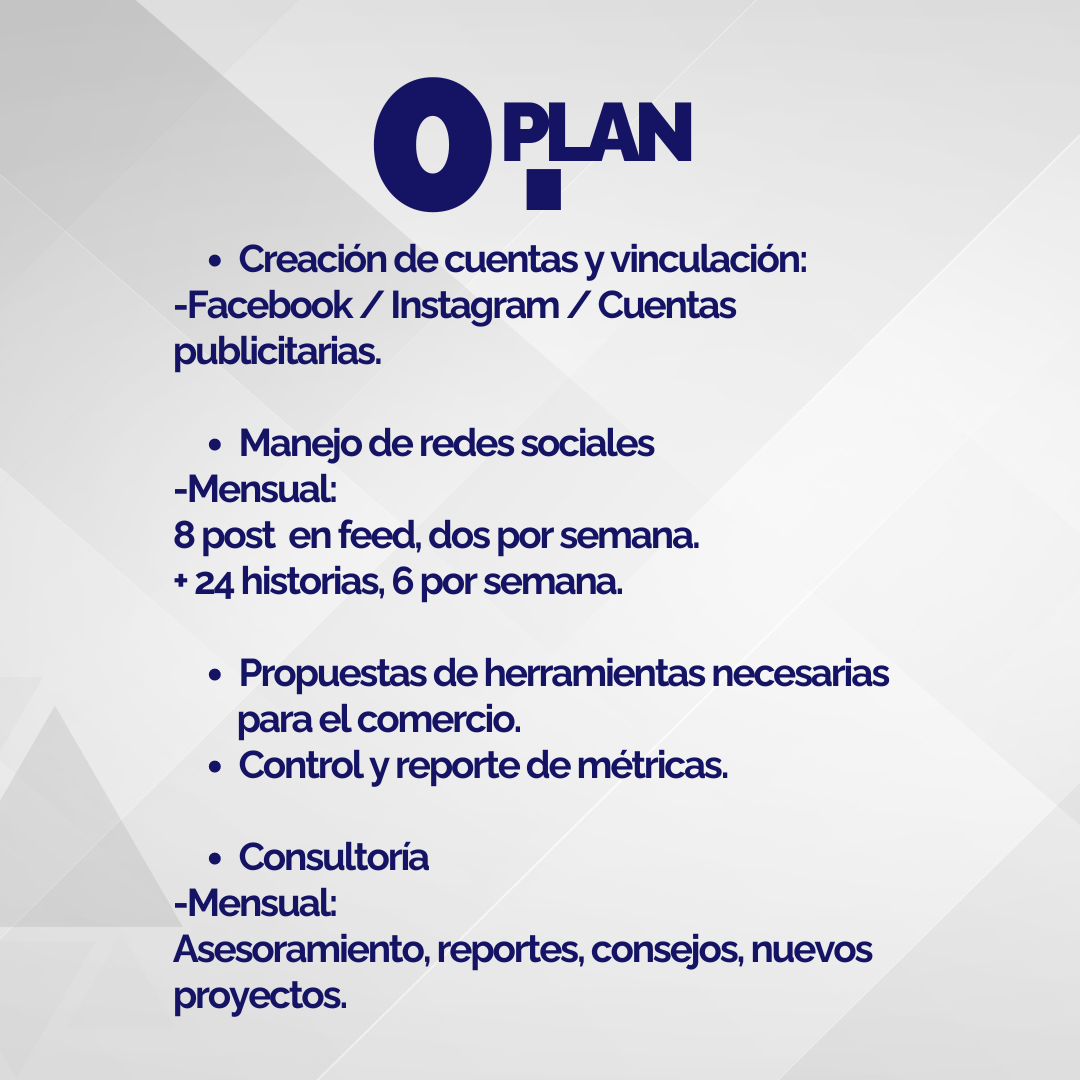 O. PLAN
• Creación de cuentas y vinculación:
-Facebook / Instagram / Cuentas
publicitarias.
• Manejo de redes sociales
-Mensual:
8 post  en feed, dos por semana.
+ 24 historias, 6 por semana.
• Propuestas de herramientas necesarias
para el comercio.
• Control y reporte de métricas.
• Consultoría
-Mensual:
Asesoramiento, reportes, consejos, nuevos
proyectos.